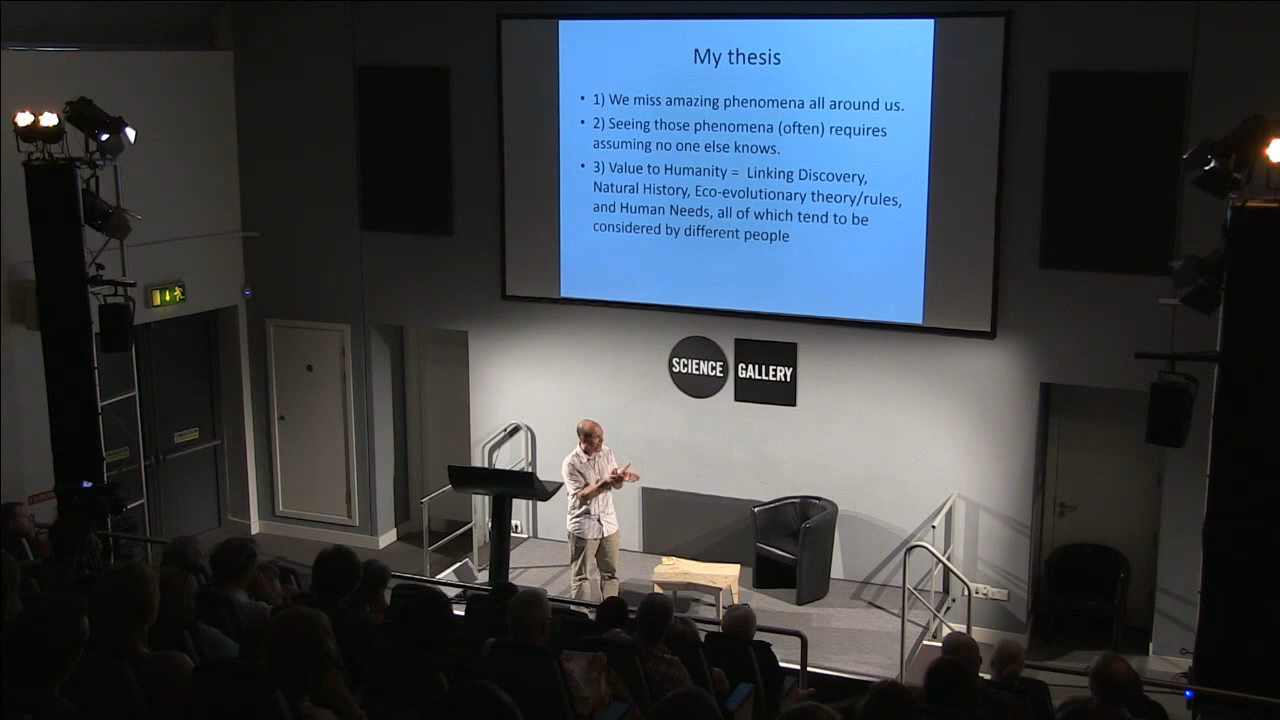 My thesis
• 1) We miss amazing phenomena all around us.
• 2) Seeing those phenomena (often) requires
assuming no one else knows.
• 3) Value to Humanity = Linking Discovery,
Natural History, Eco-evolutionary theory/rules,
and Human Needs, all of which tend to be
considered by different people
SCIENCE
GALLERY